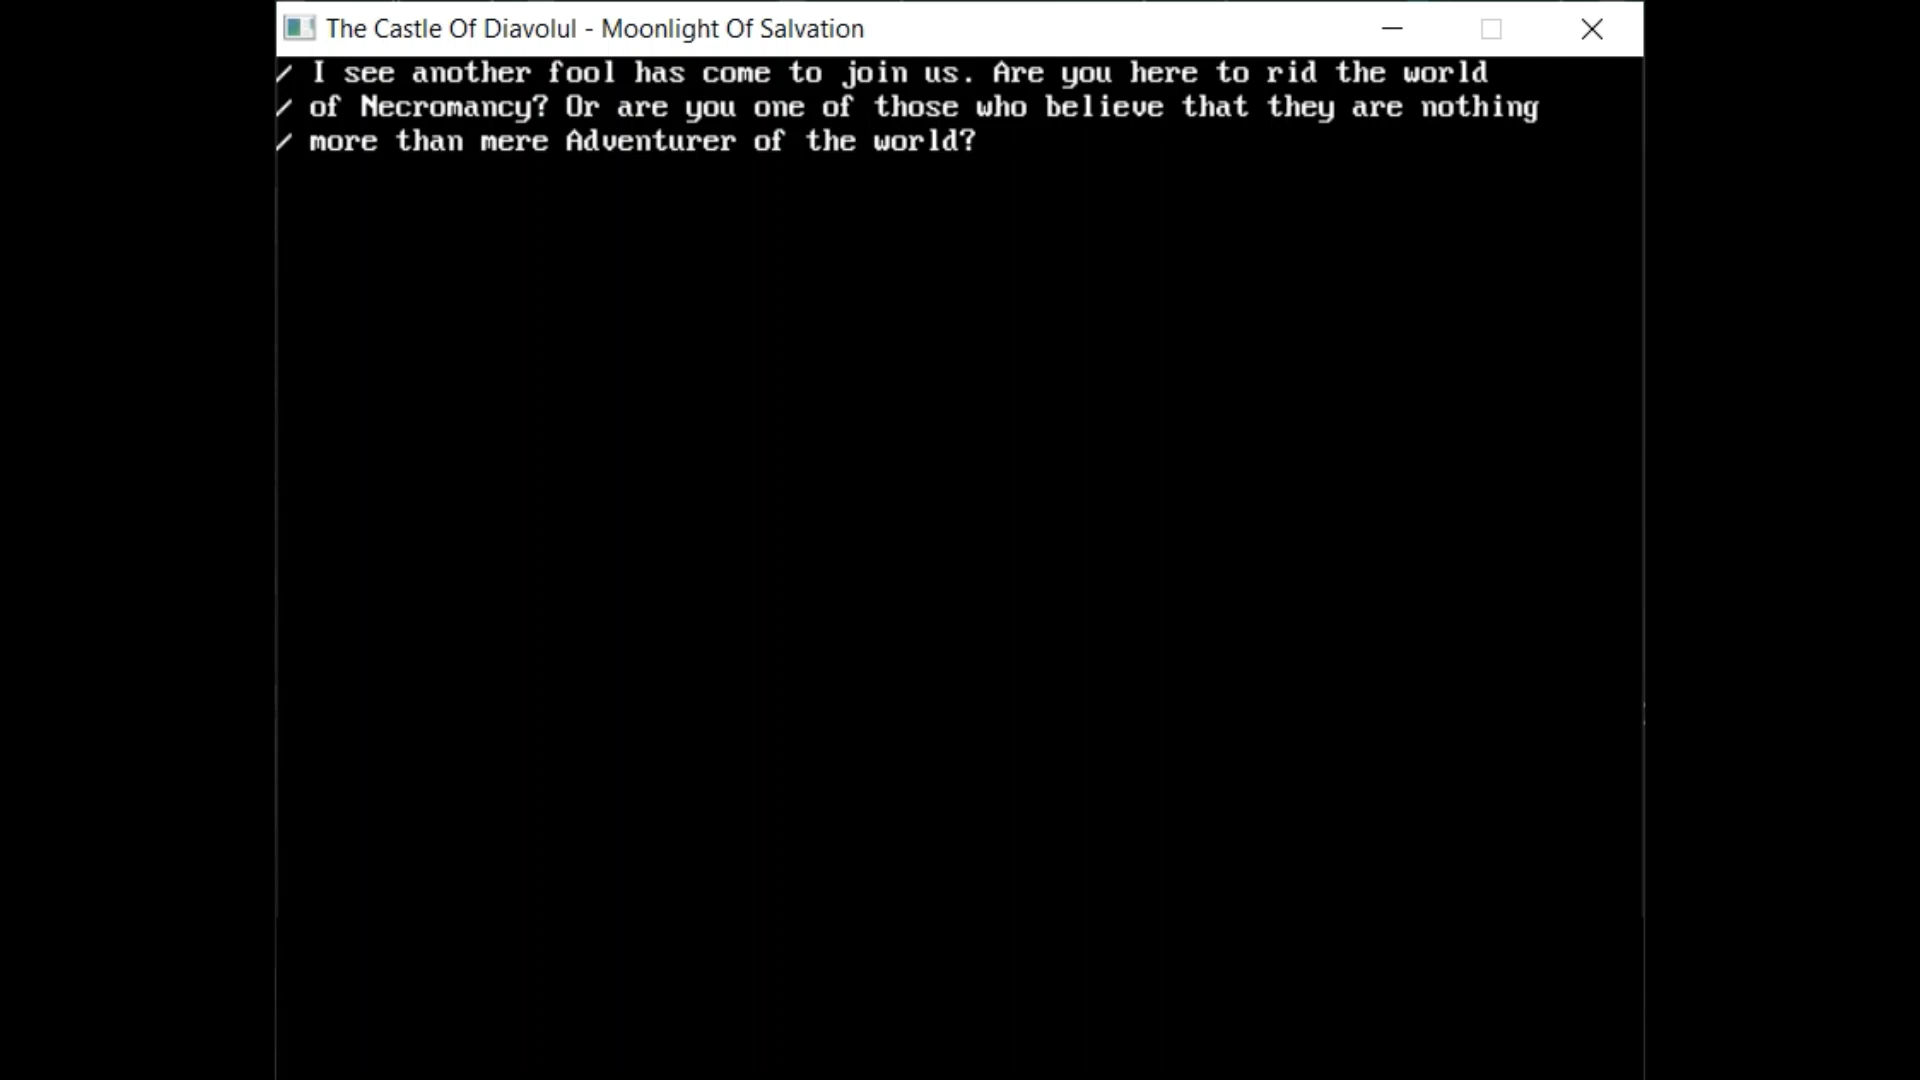 The Castle Of Diavolul - Moonlight Of Salvation
/ I see another fool has come to join us. Are you here to rid the world
/ of Necromancy? Or are you one of those who believe that they are nothing
/ more than mere Adventurer of the world?